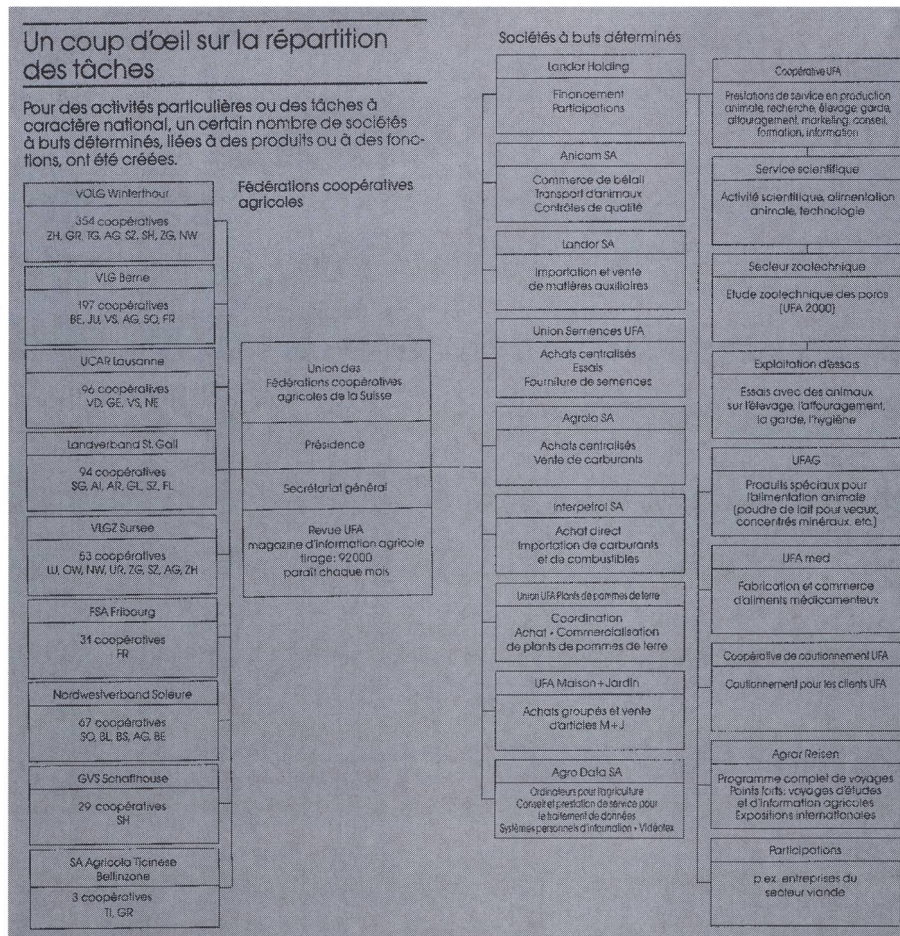 Un coup d'œil sur la répartition
des tâches
Pour des activités particulières ou des tâches à
caractère national, un certain nombre de sociétés
à buts déterminés, liées à des produits ou à des fonc-
tions, ont été créées.
VOLG Winterthour
354 coopératives
ZH, GR, TG, AG, SZ, SH, ZG, NW
VLG Berne
197 coopératives
BE, JU, VS, AG, SO, FR
UCAR Lausanne
96 coopératives
VD, GE, VS, NE
Landverband St. Gall
94 coopératives
SG, AI, AR, GL, SZ, FL
VLGZ Sursee
53 coopératives
LU, OW, NW, UR, ZG, SZ, AG, ZH
FSA Fribourg
31 coopératives
FR
Nordwestverband Soleure
67 coopératives
SO, BL, BS, AG, BE
GVS Schaffhouse
29 coopératives
SH
SA Agricola Ticinese
Bellinzone
3 coopératives
TI, GR
Fédérations coopératives
agricoles
Union des
Fédérations coopératives
agricoles de la Suisse
Présidence
Secrétariat général
Revue UFA
magazine d'information agricole
tirage: 92000
paraît chaque mois
Sociétés à buts déterminés
Landor Holding
Financement
Participations
Anicom SA
Commerce de bétail
Transport d'animaux
Contrôles de qualité
Landor SA
Importation et vente
de matières auxiliaires
Union Semences UFA
Achats centralisés
Essais
Fourniture de semences
Agrola SA
Achats centralisés
Vente de carburants
Interpetrol SA
Achat direct
Importation de carburants
et de combustibles
Union UFA Plants de pommes de terre
Coordination
Achat • Commercialisation
de plants de pommes de terre
UFA Maison + Jardin
Achats groupés et vente
d'articles M+J
Agro Data SA
Ordinateurs pour l'agriculture
Conseil et prestation de service pour
le traitement de données
Systèmes personnels d'information • Vidéotex
Coopérative UFA
Prestations de service en production
animale, recherche, élevage, garde,
affouragement, marketing, conseil,
formation, information
Service scientifique
Activité scientifique, alimentation
animale, technologie
Secteur zootechnique
Etude zootechnique des porcs
(UFA 2000)
Exploitation d'essais
Essais avec des animaux
sur l'élevage, l'affouragement,
la garde, l'hygiène
UFAG
Produits spéciaux pour
l'alimentation animale
(poudre de lait pour veaux,
concentrés minéraux, etc.)
UFA med
Fabrication et commerce
d'aliments médicamenteux
Coopérative de cautionnement UFA
Cautionnement pour les clients UFA
Agrar Reisen
Programme complet de voyages
Points forts: voyages d'études
et d'information agricoles
Expositions internationales
Participations
p.ex. entreprises du
secteur viande